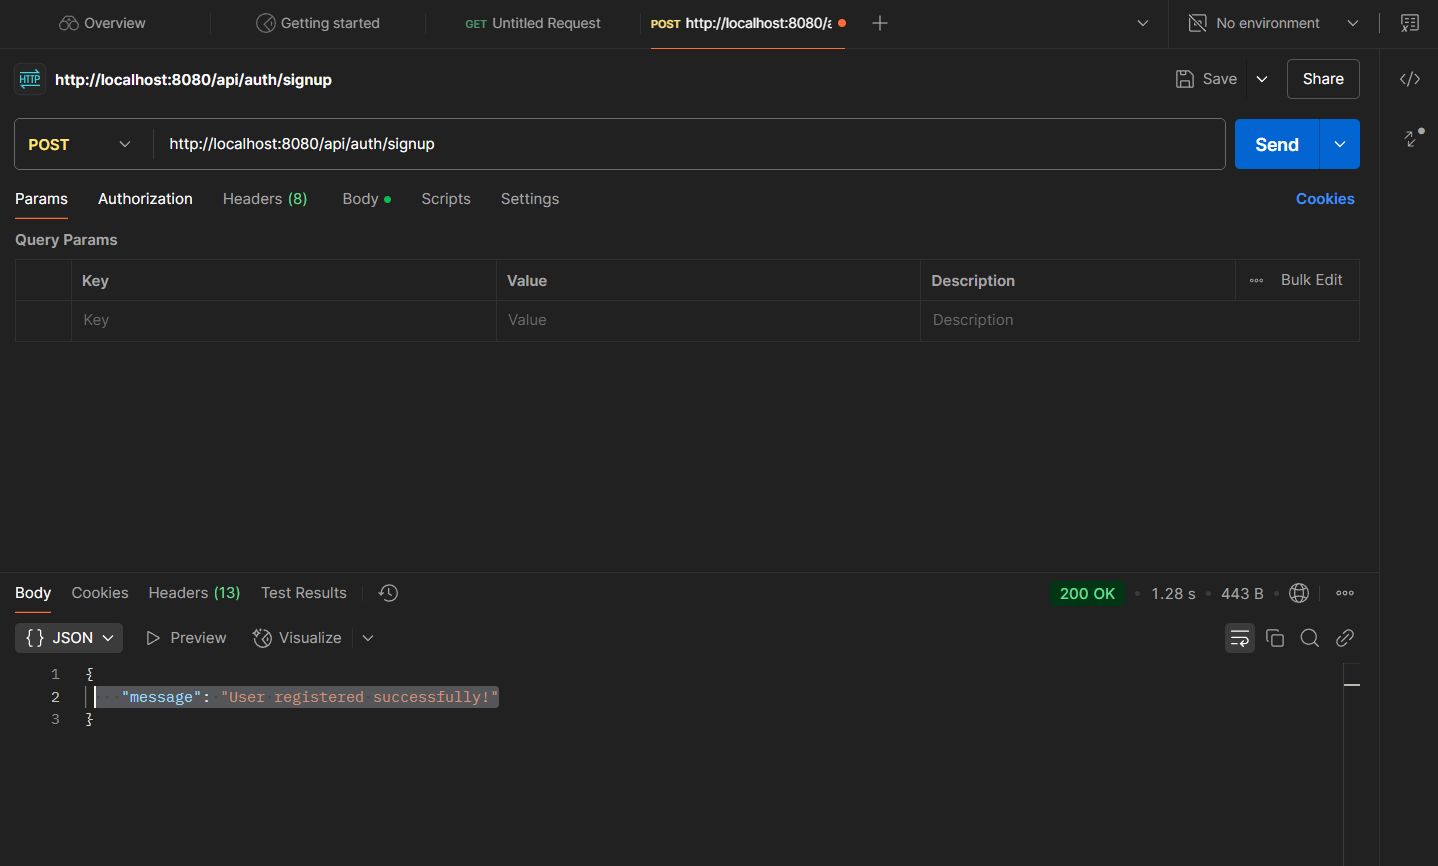 Overview
Getting started
GET Untitled Request
POST http://localhost:8080/a
No environment
HTTP http://localhost:8080/api/auth/signup
Save
Share
POST
http://localhost:8080/api/auth/signup
Send
Params Authorization Headers (8) Body Scripts Settings
Cookies
Query Params
Key Value Description Bulk Edit
Key Value Description
Body Cookies Headers (13) Test Results
200 OK • 1.28 s • 443 B
{} JSON Preview Visualize
1 {
2 "message": "User registered successfully!"
3 }